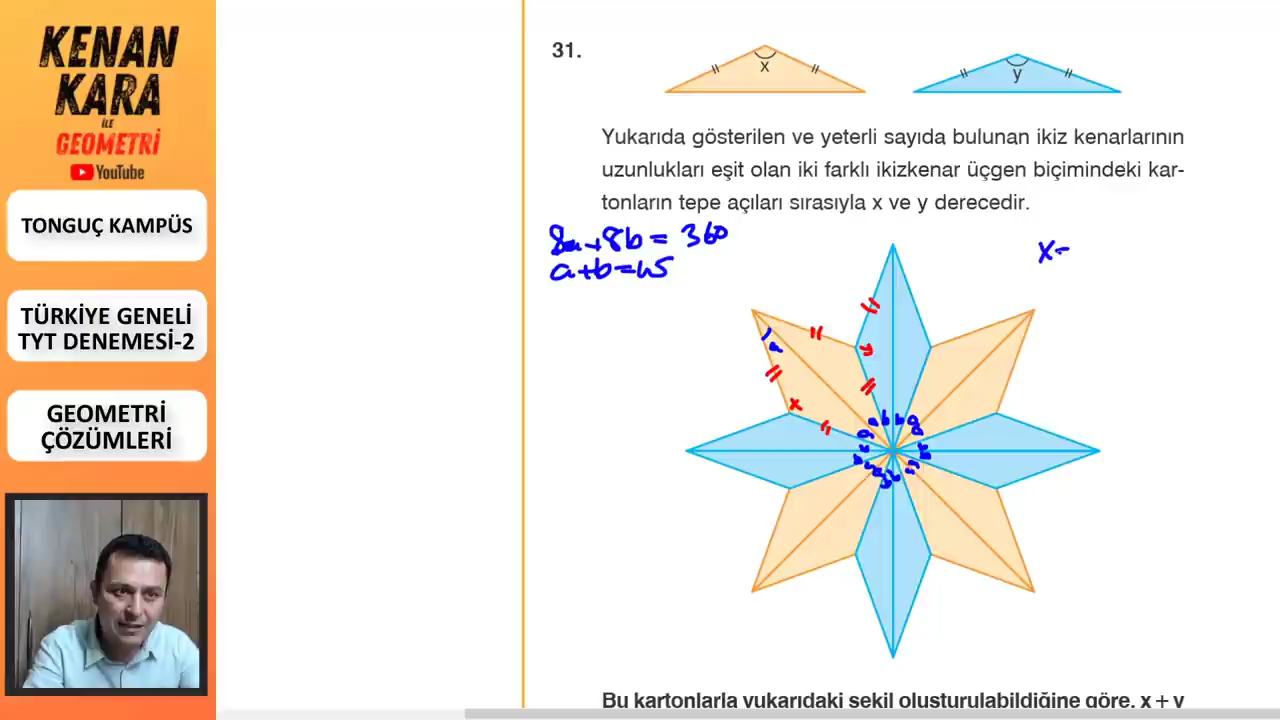 KENAN
KARA
İLE
GEOMETRİ
YouTube
TONGUÇ KAMPÜS
TÜRKİYE GENELİ
TYT DENEMESİ-2
GEOMETRİ
ÇÖZÜMLERİ
31.
x
y
Yukarıda gösterilen ve yeterli sayıda bulunan ikiz kenarlarının
uzunlukları eşit olan iki farklı ikizkenar üçgen biçimindeki kar-
tonların tepe açıları sırasıyla x ve y derecedir.
8a+8b=360
a+b=45
x=
a
x
y
a b b a
Bu kartonlarla yukarıdaki şekil oluşturulabildiğine göre, x + y